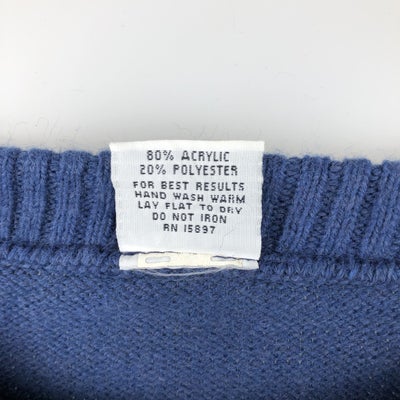 80% ACRYLIC
20% POLYESTER
FOR BEST RESULTS
HAND WASH WARM
LAY FLAT TO DRY
DO NOT IRON
RN 15897